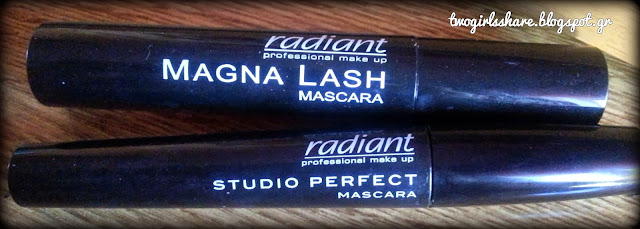 twogirlsshare.blogspot.gr
radiant
professional make up
MAGNA LASH
MASCARA
radiant
professional make up
STUDIO PERFECT
MASCARA